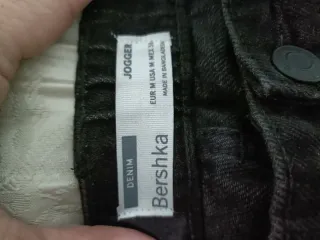 JOGGER
EUR M USA M MEX 30
MADE IN BANGLADESH
DENIM
Bershka